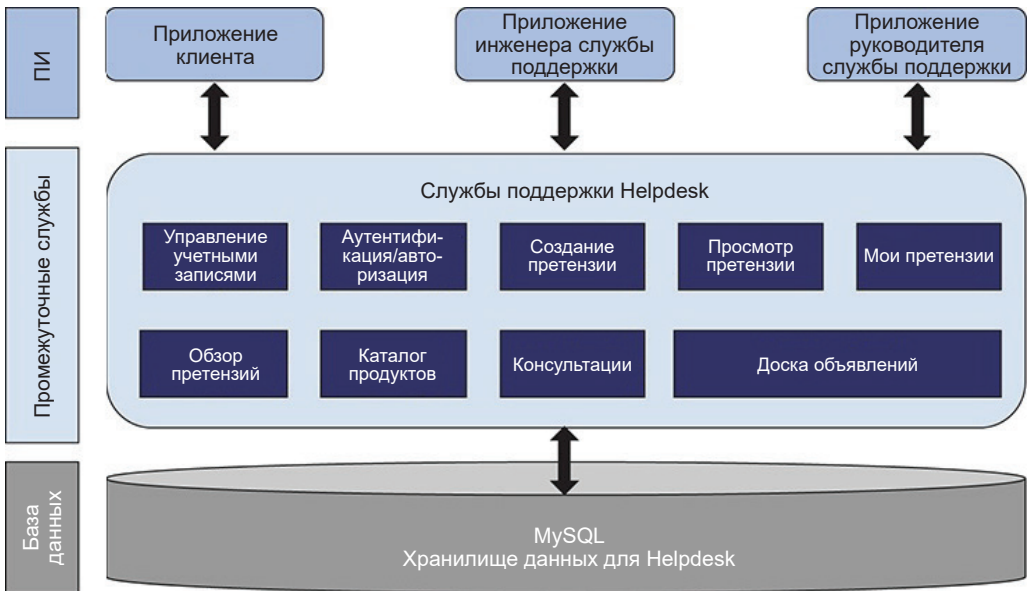 ПИ
Приложение
клиента
Приложение
инженера службы
поддержки
Приложение
руководителя
службы поддержки
Промежуточные службы
Службы поддержки Helpdesk
Управление
учетными
записями
Аутентифи-
кация/авто-
ризация
Создание
претензии
Просмотр
претензии
Мои претензии
Обзор
претензий
Каталог
продуктов
Консультации
Доска объявлений
База
данных
MySQL
Хранилище данных для Helpdesk